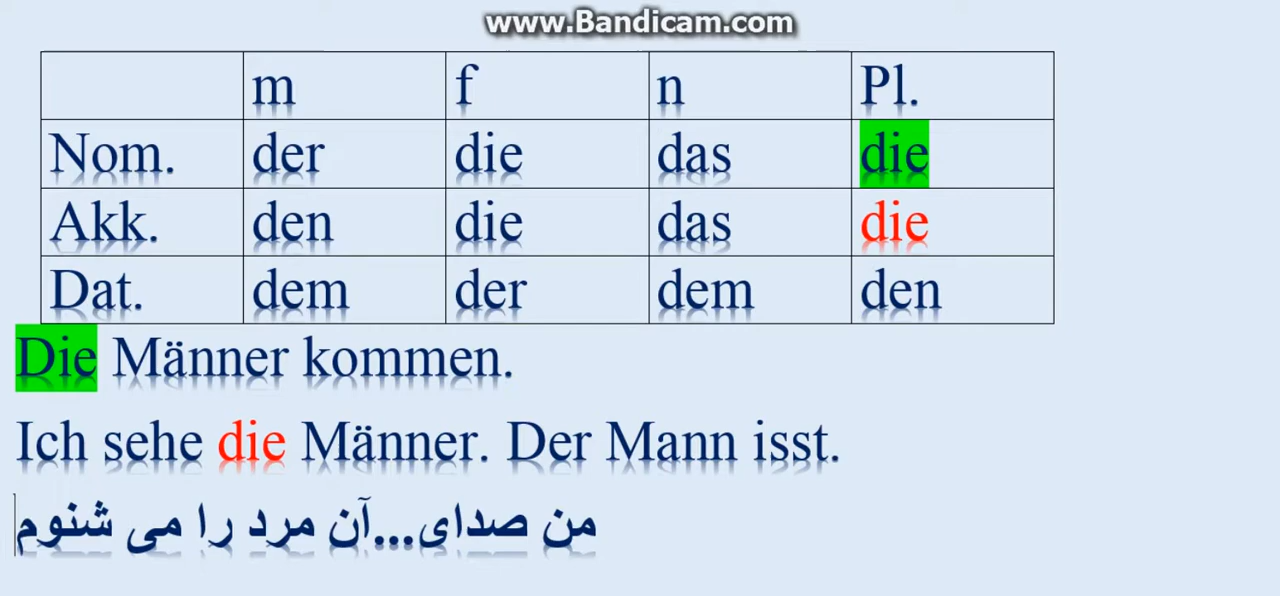 www.Bandicam.com
m f n Pl.
Nom. der die das die
Akk. den die das die
Dat. dem der dem den
Die Männer kommen.
Ich sehe die Männer. Der Mann isst.
من صدای...آن مرد را می شنوم